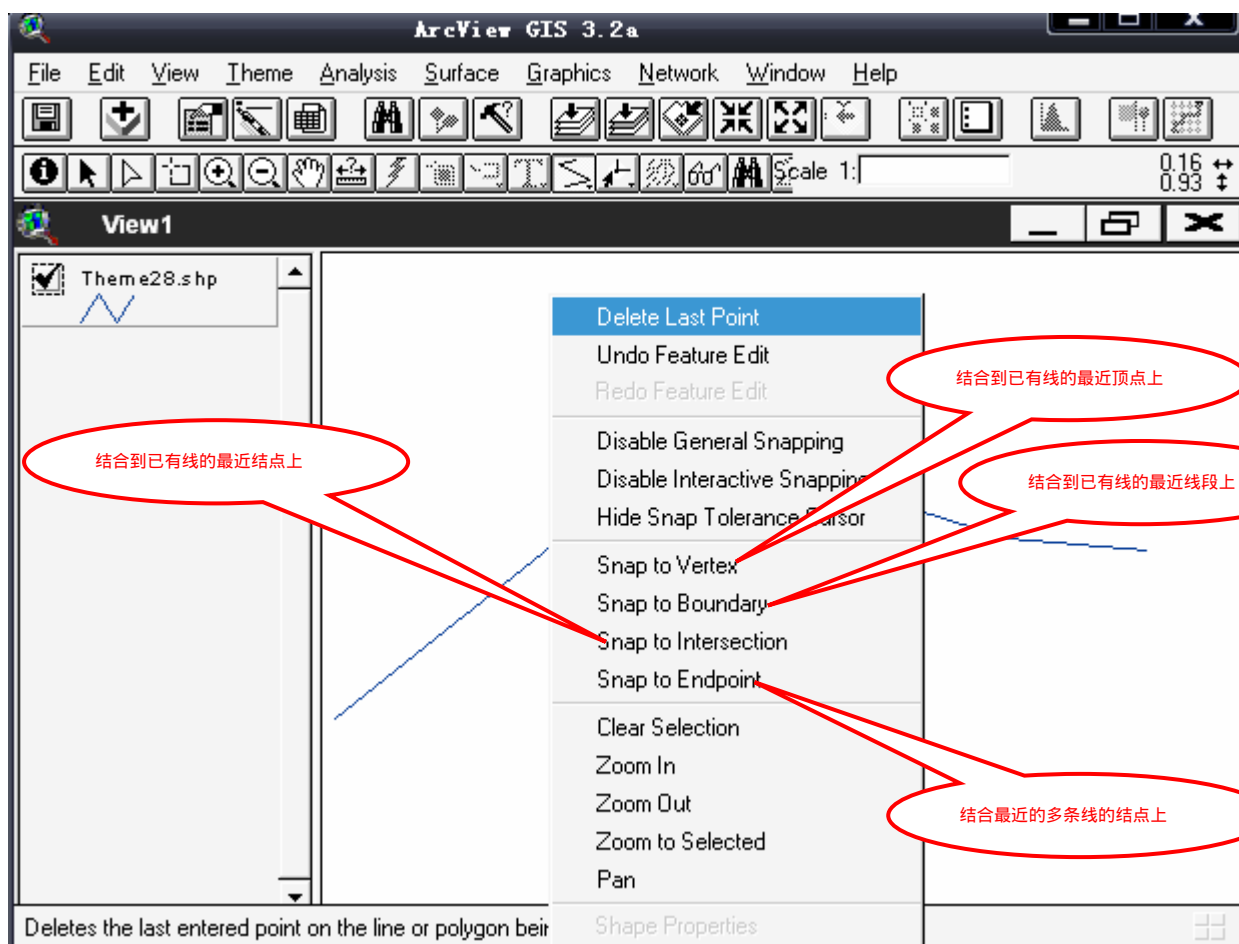 ArcView GIS 3.2a
File Edit View Theme Analysis Surface Graphics Network Window Help
Scale 1:
0.16
0.93
View1
Theme28.shp
Delete Last Point
Undo Feature Edit
Redo Feature Edit
结合到已有线的最近顶点上
Disable General Snapping
结合到已有线的最近结点上
Disable Interactive Snapping
结合到已有线的最近线段上
Hide Snap Tolerance Cursor
Snap to Vertex
Snap to Boundary
Snap to Intersection
Snap to Endpoint
Clear Selection
Zoom In
Zoom Out
结合最近的多条线的结点上
Zoom to Selected
Pan
Shape Properties
Deletes the last entered point on the line or polygon bein